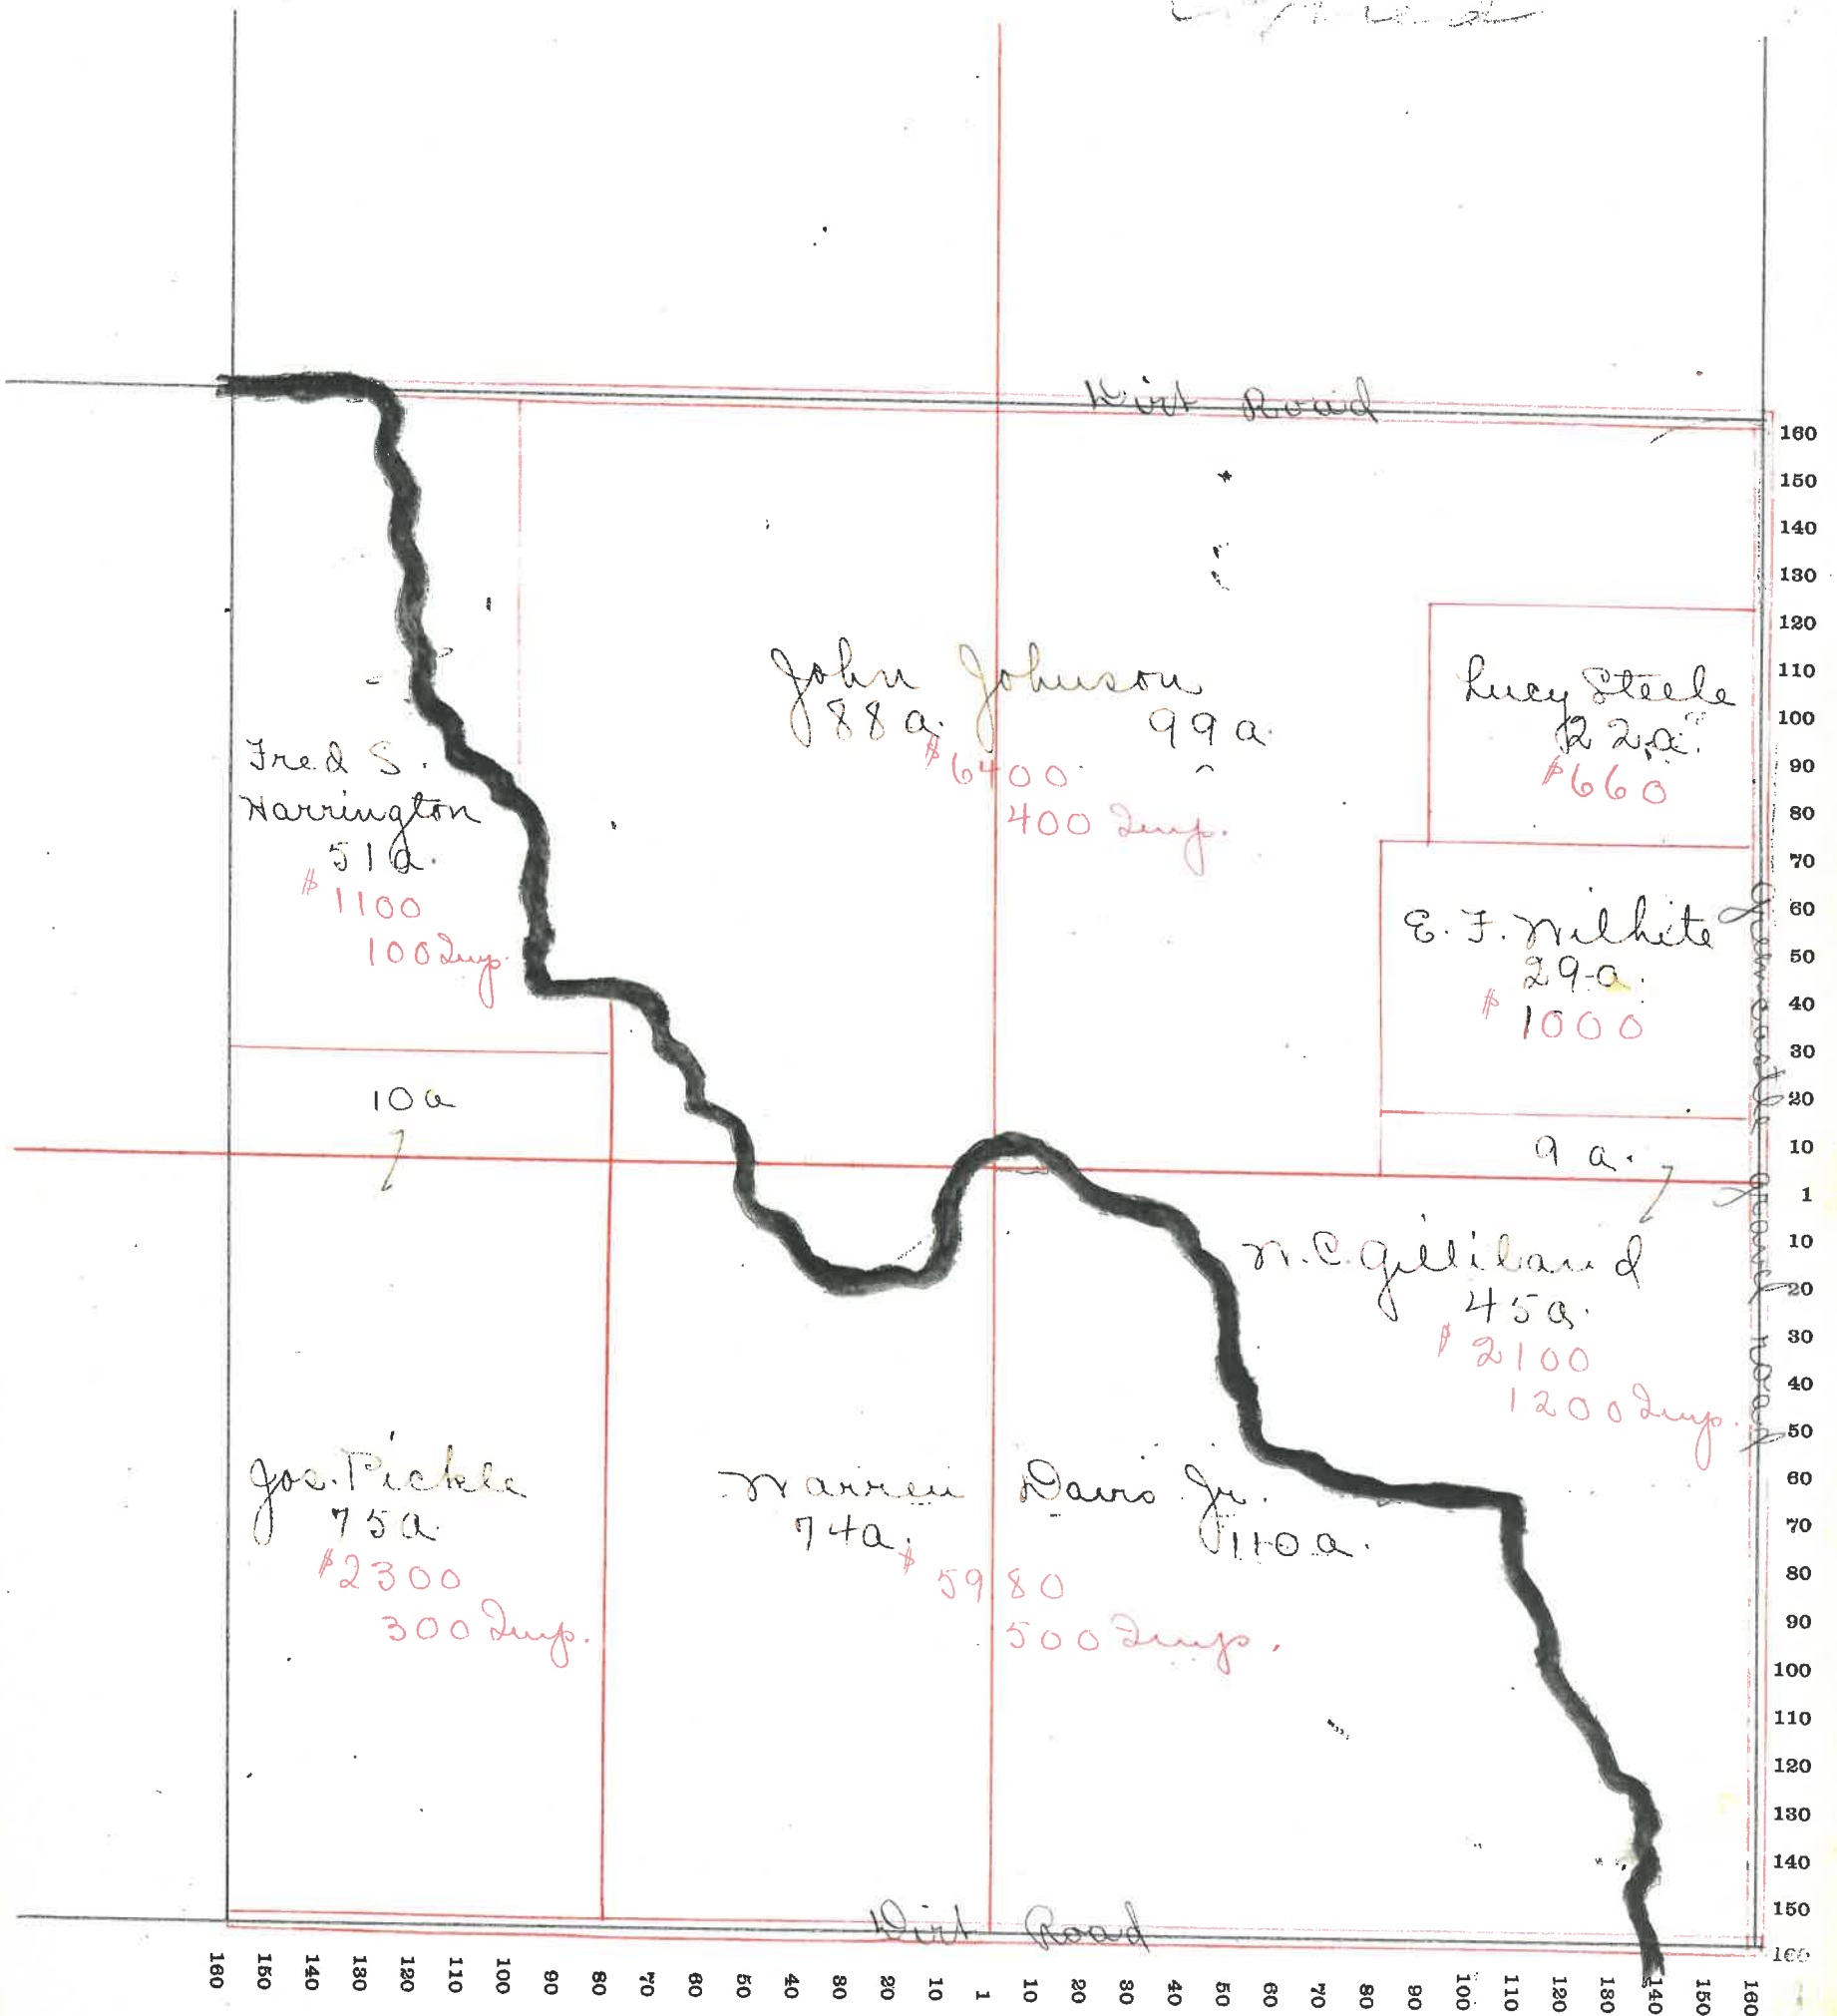 Dirt Road
John Johnson
88 a. 99 a.
$6400
400 Imp.
Lucy Steele
22 a.
$660
Fred S.
Harrington
51 a.
$1100
100 Imp.
E. F. Wilhite
29 a.
$1000
10 a
9 a.
W. C. Gilliland
45 a.
$2100
1200 Imp.
Greencastle gravel road
Jos. Pickle
75 a.
$2300
300 Imp.
Warren Davis Jr.
74 a. 110 a.
$5980
500 Imp.
Dirt Road
160
150
140
130
120
110
100
90
80
70
60
50
40
30
20
10
1
10
20
30
40
50
60
70
80
90
100
110
120
130
140
150
160
160 150 140 130 120 110 100 90 80 70 60 50 40 30 20 10 1 10 20 30 40 50 60 70 80 90 100 110 120 130 140 150 160